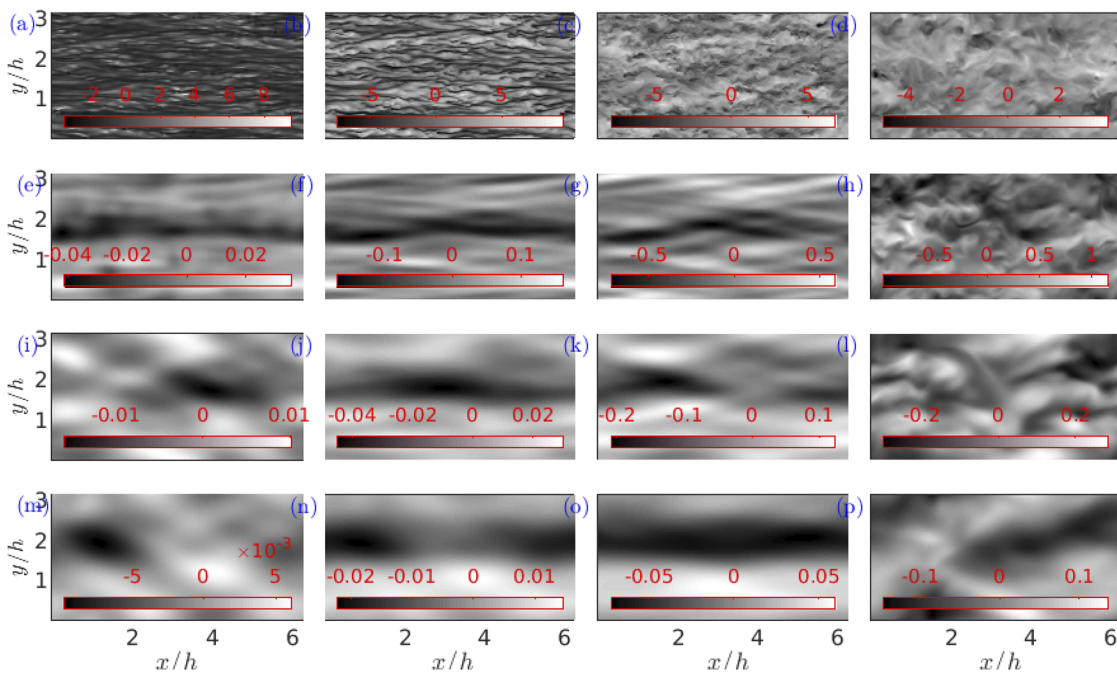 (a) (b) (c) (d)
3
y/h
2
-2 0 2 4 6 8
-5 0 5
-5 0 5
-4 -2 0 2
1
(e) (f) (g) (h)
3
y/h
2
-0.04 -0.02 0 0.02
-0.1 0 0.1
-0.5 0 0.5
-0.5 0 0.5 1
1
(i) (j) (k) (l)
3
y/h
2
-0.01 0 0.01
-0.04 -0.02 0 0.02
-0.2 -0.1 0 0.1
-0.2 0 0.2
1
(m) (n) (o) (p)
3
y/h
2
×10⁻³
-5 0 5
-0.02 -0.01 0 0.01
-0.05 0 0.05
-0.1 0 0.1
1
2 4 6 2 4 6 2 4 6 2 4 6
x/h x/h x/h x/h